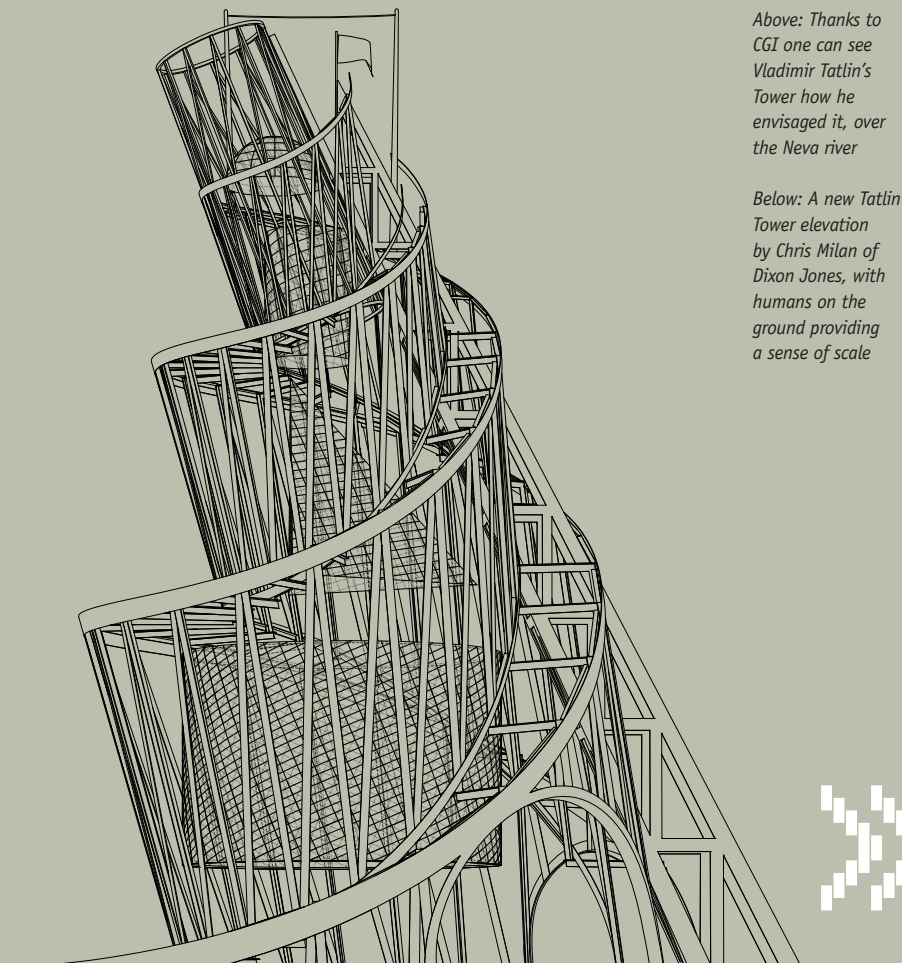 Above: Thanks to
CGI one can see
Vladimir Tatlin’s
Tower how he
envisaged it, over
the Neva river
Below: A new Tatlin
Tower elevation
by Chris Milan of
Dixon Jones, with
humans on the
ground providing
a sense of scale